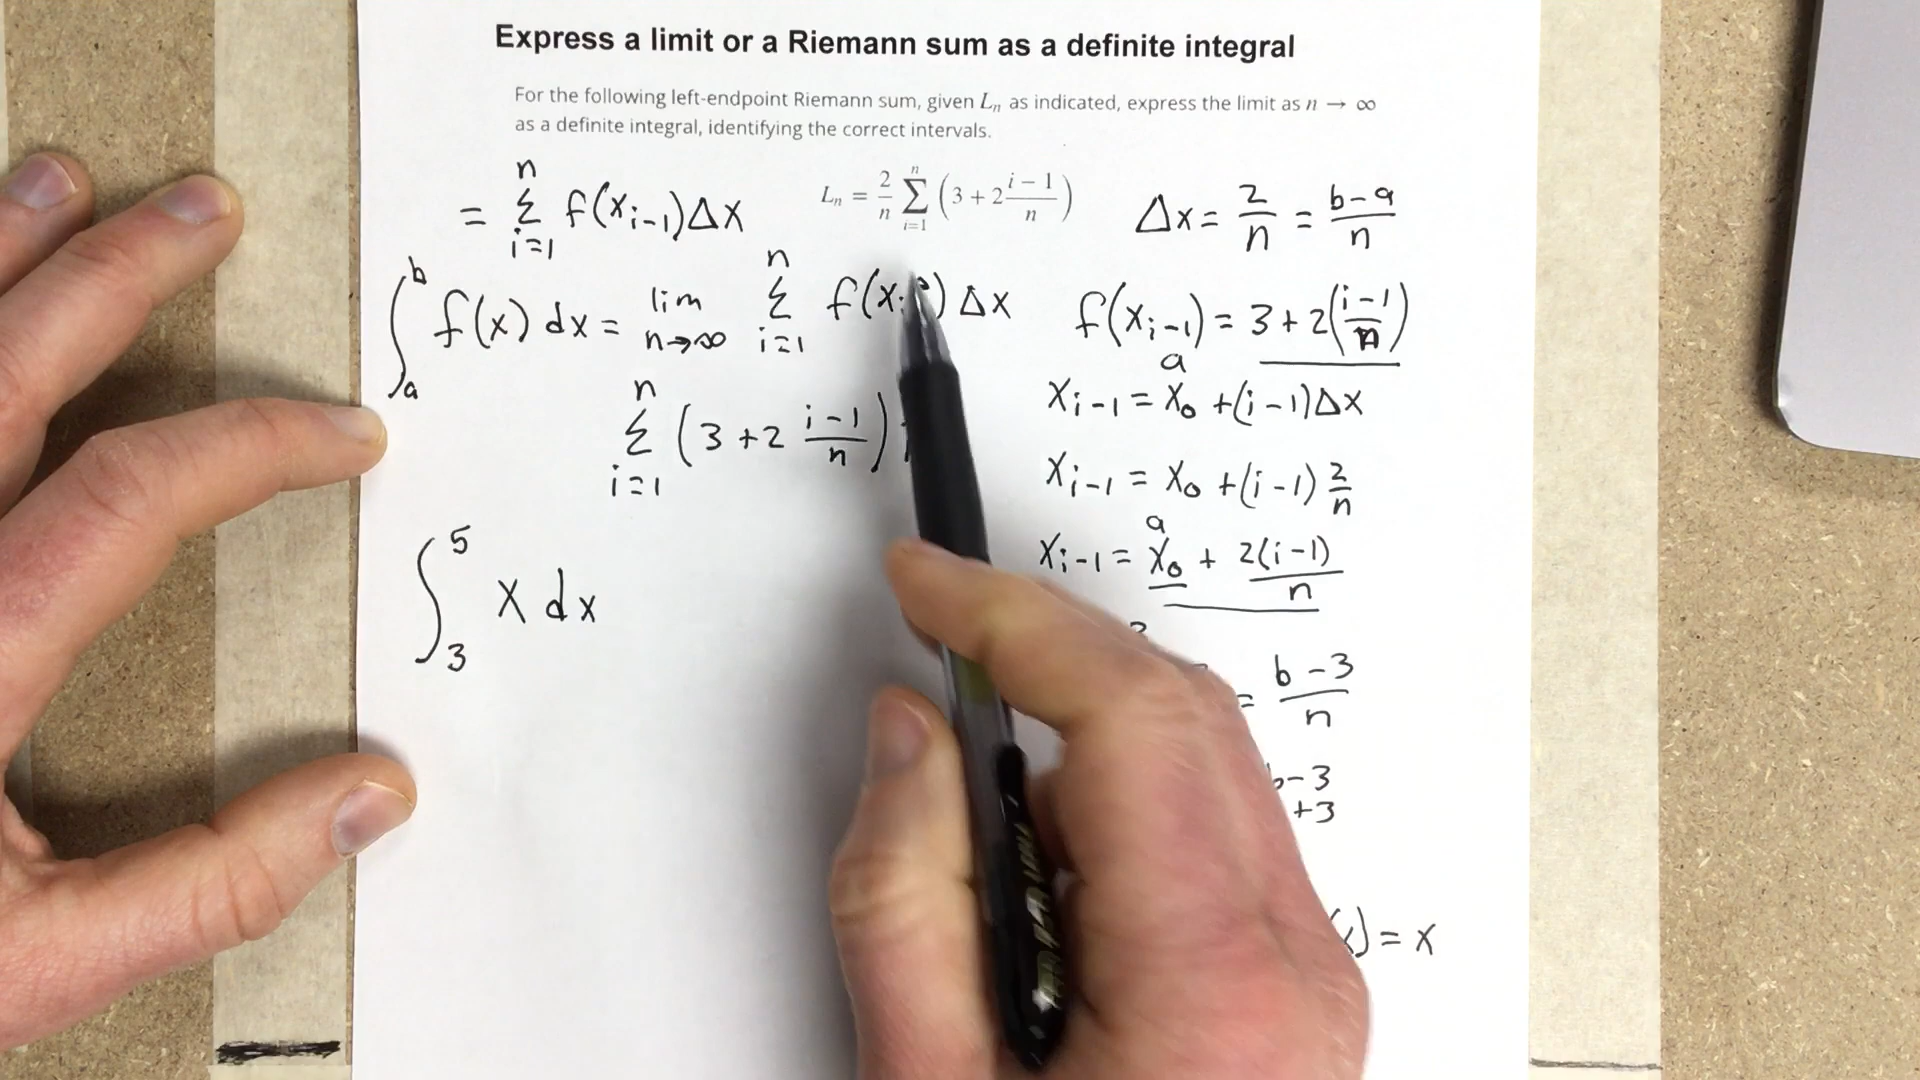 Express a limit or a Riemann sum as a definite integral
For the following left-endpoint Riemann sum, given Lₙ as indicated, express the limit as n → ∞
as a definite integral, identifying the correct intervals.
= Σ_{i=1}^{n} f(x_{i-1})Δx
Lₙ = 2/n Σ_{i=1}^{n} (3 + 2 (i − 1)/n)
Δx = 2/n = (b-a)/n
∫_a^b f(x) dx = lim_{n→∞} Σ_{i=1}^{n} f(x_i) Δx
f(x_{i-1}) = 3 + 2((i-1)/n)
a
x_{i-1} = x₀ + (i-1)Δx
Σ_{i=1}^{n} (3 + 2 (i-1)/n)
x_{i-1} = x₀ + (i-1) 2/n
a
x_{i-1} = x₀ + 2(i-1)/n
∫_3^5 x dx
= (b-3)/n
b-3
+3
(x) = x